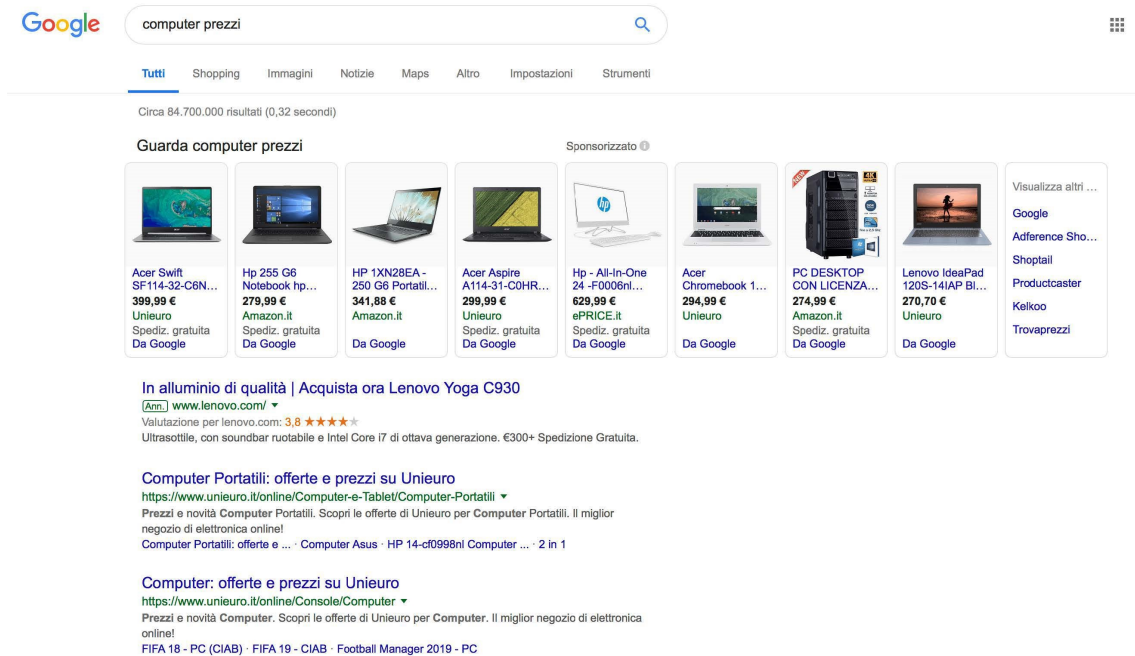 Google
computer prezzi
Tutti Shopping Immagini Notizie Maps Altro Impostazioni Strumenti
Circa 84.700.000 risultati (0,32 secondi)
Guarda computer prezzi
Sponsorizzato
Acer Swift
SF114-32-C6N...
399,99 €
Unieuro
Spediz. gratuita
Da Google
Hp 255 G6
Notebook hp...
279,99 €
Amazon.it
Spediz. gratuita
Da Google
HP 1XN28EA -
250 G6 Portatil...
341,88 €
Amazon.it
Da Google
Acer Aspire
A114-31-C0HR...
299,99 €
Unieuro
Spediz. gratuita
Da Google
hp
Hp - All-In-One
24 -F0006nl...
629,99 €
ePRICE.it
Spediz. gratuita
Da Google
Acer
Chromebook 1...
294,99 €
Unieuro
Da Google
NEW
4K
PC DESKTOP
CON LICENZA...
274,99 €
Amazon.it
Spediz. gratuita
Da Google
Lenovo IdeaPad
120S-14IAP Bl...
270,70 €
Unieuro
Da Google
Visualizza altri ...
Google
Adference Sho...
Shoptail
Productcaster
Kelkoo
Trovaprezzi
In alluminio di qualità | Acquista ora Lenovo Yoga C930
Ann. www.lenovo.com/
Valutazione per lenovo.com: 3,8
Ultrasottile, con soundbar ruotabile e Intel Core i7 di ottava generazione. €300+ Spedizione Gratuita.
Computer Portatili: offerte e prezzi su Unieuro
https://www.unieuro.it/online/Computer-e-Tablet/Computer-Portatili
Prezzi e novità Computer Portatili. Scopri le offerte di Unieuro per Computer Portatili. Il miglior
negozio di elettronica online!
Computer Portatili: offerte e ... · Computer Asus · HP 14-cf0998nl Computer ... · 2 in 1
Computer: offerte e prezzi su Unieuro
https://www.unieuro.it/online/Console/Computer
Prezzi e novità Computer. Scopri le offerte di Unieuro per Computer. Il miglior negozio di elettronica
online!
FIFA 18 - PC (CIAB) · FIFA 19 - CIAB · Football Manager 2019 - PC